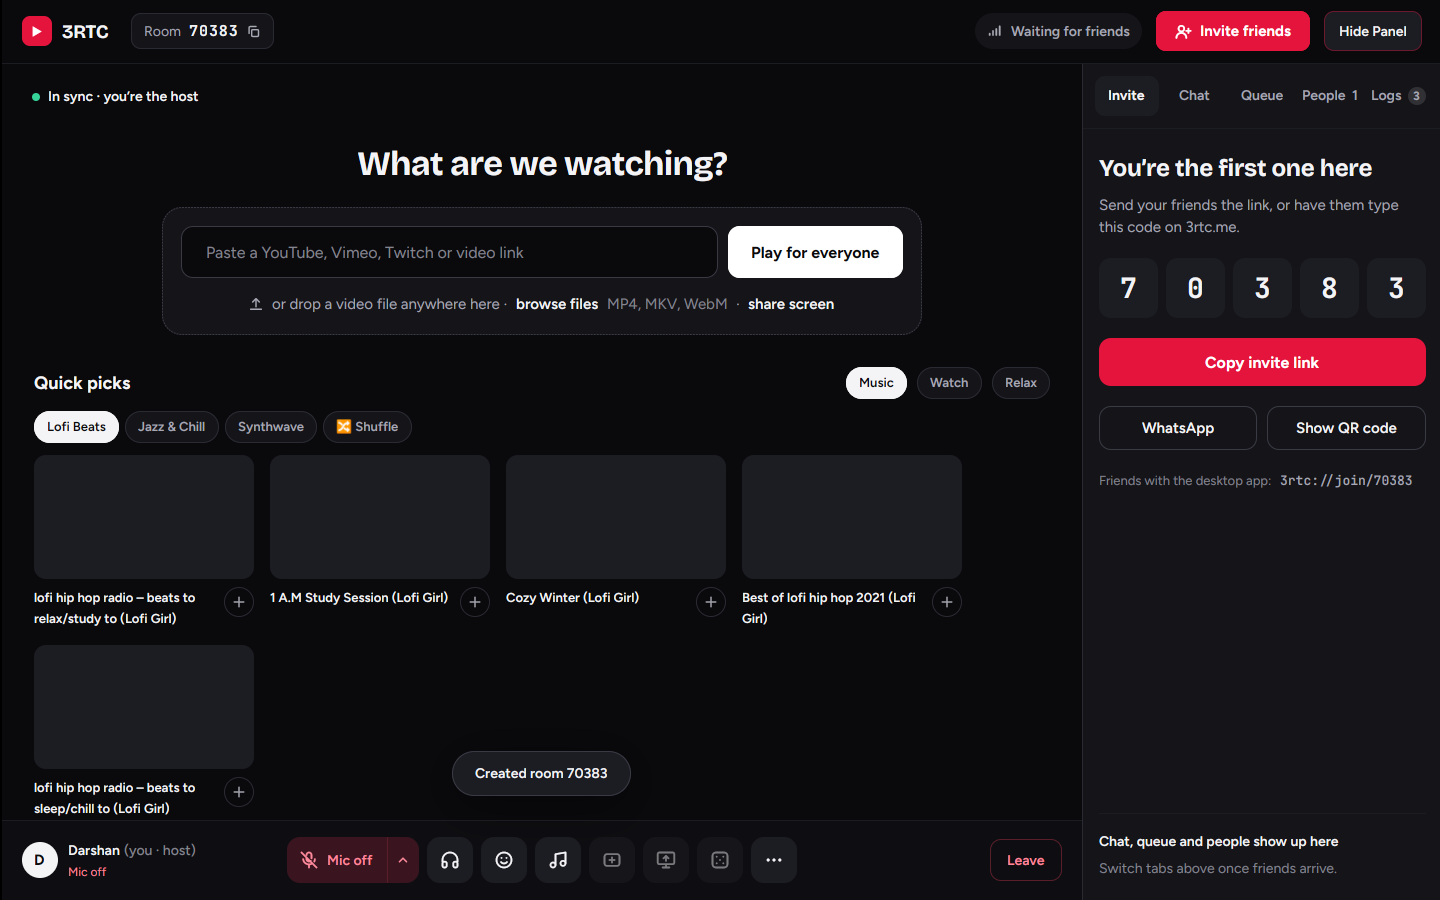 3RTC
Room 70383
Waiting for friends
Invite friends
Hide Panel
In sync · you're the host
What are we watching?
Paste a YouTube, Vimeo, Twitch or video link
Play for everyone
or drop a video file anywhere here · browse files MP4, MKV, WebM · share screen
Quick picks
Music
Watch
Relax
Lofi Beats
Jazz & Chill
Synthwave
🔀 Shuffle
lofi hip hop radio – beats to
relax/study to (Lofi Girl)
1 A.M Study Session (Lofi Girl)
Cozy Winter (Lofi Girl)
Best of lofi hip hop 2021 (Lofi
Girl)
lofi hip hop radio – beats to
sleep/chill to (Lofi Girl)
Created room 70383
D
Darshan (you · host)
Mic off
Mic off
Leave
Invite
Chat
Queue
People 1
Logs 3
You're the first one here
Send your friends the link, or have them type
this code on 3rtc.me.
7 0 3 8 3
Copy invite link
WhatsApp
Show QR code
Friends with the desktop app: 3rtc://join/70383
Chat, queue and people show up here
Switch tabs above once friends arrive.